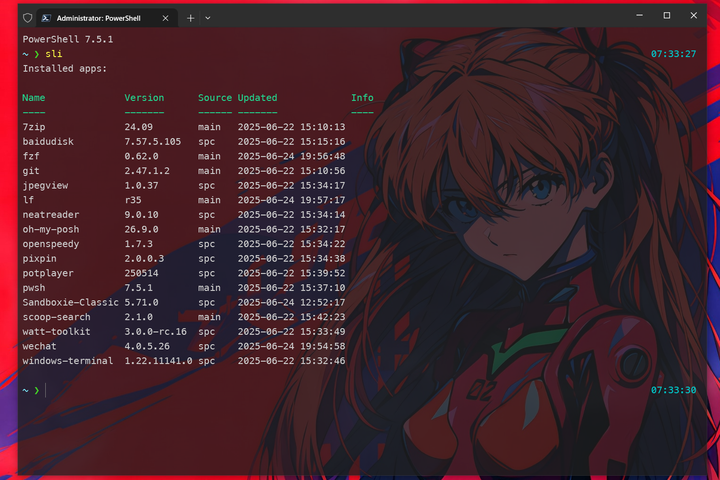 Administrator: PowerShell
PowerShell 7.5.1
~ ❯ sli 07:33:27
Installed apps:
Name Version Source Updated Info
---- ------- ------ ------- ----
7zip 24.09 main 2025-06-22 15:10:13
baidudisk 7.57.5.105 spc 2025-06-22 15:15:16
fzf 0.62.0 main 2025-06-24 19:56:48
git 2.47.1.2 main 2025-06-22 15:10:56
jpegview 1.0.37 spc 2025-06-22 15:34:17
lf r35 main 2025-06-24 19:57:17
neatreader 9.0.10 spc 2025-06-22 15:34:14
oh-my-posh 26.9.0 main 2025-06-22 15:32:17
openspeedy 1.7.3 spc 2025-06-22 15:34:22
pixpin 2.0.0.3 spc 2025-06-22 15:34:38
potplayer 250514 spc 2025-06-22 15:39:52
pwsh 7.5.1 main 2025-06-22 15:37:10
Sandboxie-Classic 5.71.0 spc 2025-06-24 12:52:17
scoop-search 2.1.0 main 2025-06-22 15:42:23
watt-toolkit 3.0.0-rc.16 spc 2025-06-22 15:33:49
wechat 4.0.5.26 spc 2025-06-24 19:54:58
windows-terminal 1.22.11141.0 spc 2025-06-22 15:32:46
~ ❯ 07:33:30
02